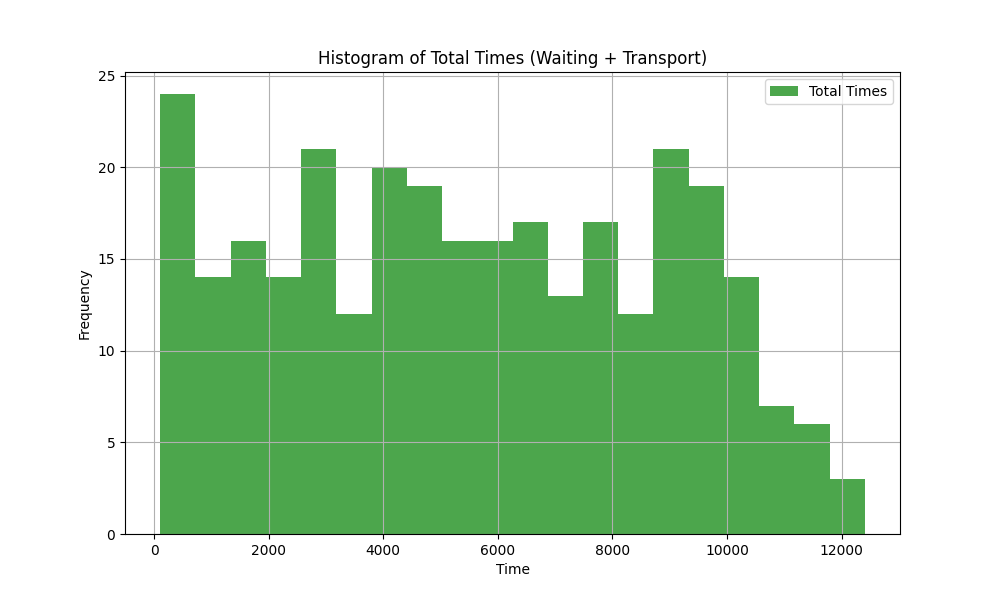 Histogram of Total Times (Waiting + Transport)
Total Times
Frequency
25
20
15
10
5
0
0 2000 4000 6000 8000 10000 12000
Time